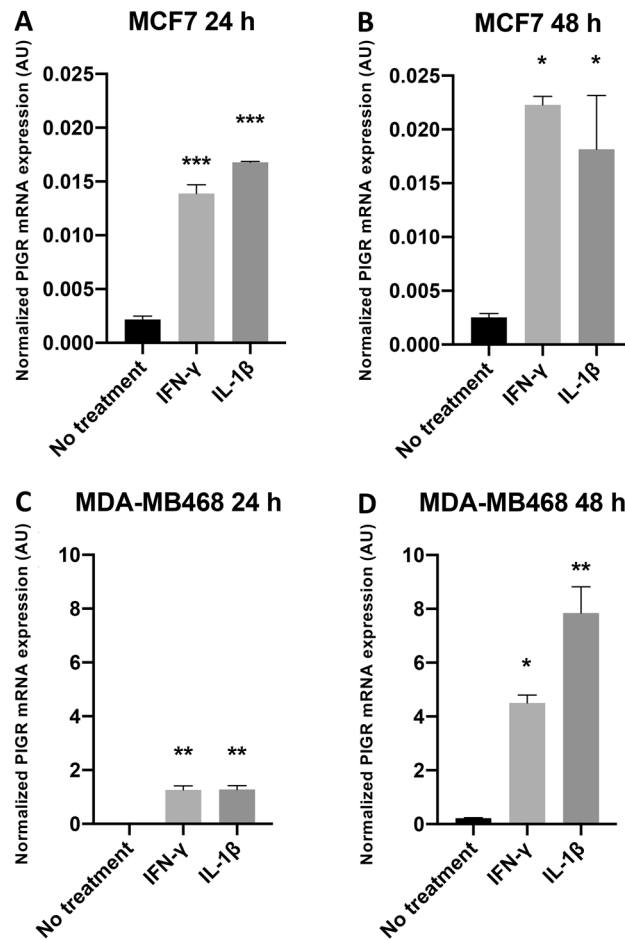 A MCF7 24 h
Normalized PIGR mRNA expression (AU)
0.025
0.020
0.015
0.010
0.005
0.000
***
***
No treatment
IFN-γ
IL-1β
B MCF7 48 h
Normalized PIGR mRNA expression (AU)
0.025
0.020
0.015
0.010
0.005
0.000
*
*
No treatment
IFN-γ
IL-1β
C MDA-MB468 24 h
Normalized PIGR mRNA expression (AU)
10
8
6
4
2
0
**
**
No treatment
IFN-γ
IL-1β
D MDA-MB468 48 h
Normalized PIGR mRNA expression (AU)
10
8
6
4
2
0
*
**
No treatment
IFN-γ
IL-1β